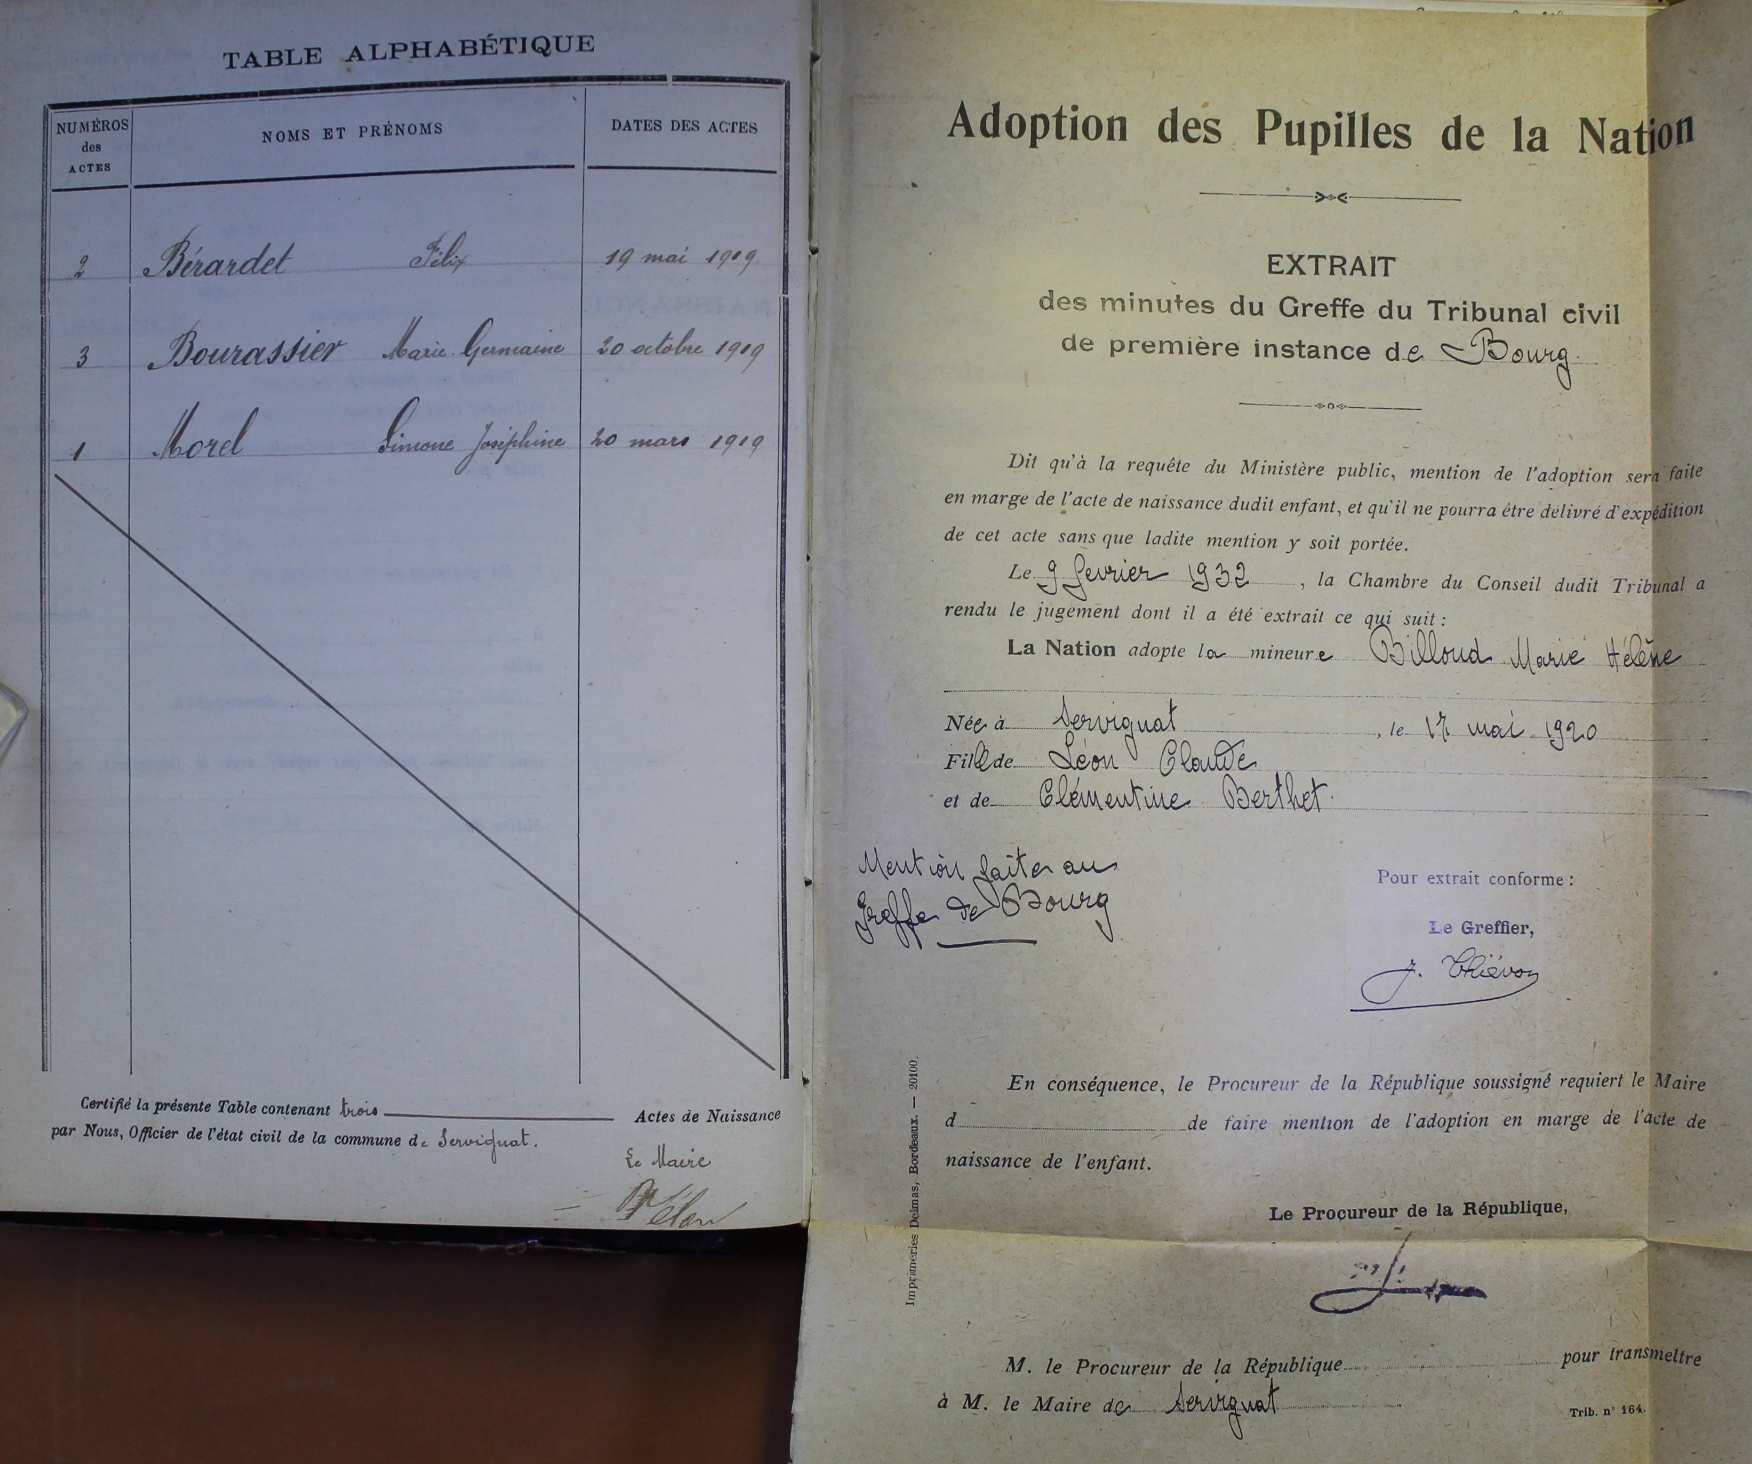 TABLE ALPHABÉTIQUE
NUMÉROS des ACTES
NOMS ET PRÉNOMS
DATES DES ACTES
2 Bérardet Félix 19 mai 1919
3 Bourassier Marie Germaine 20 octobre 1919
1 Morel Simone Joséphine 20 mars 1919
Certifié la présente Table contenant trois Actes de Naissance
par Nous, Officier de l'état civil de la commune de Servignat.
Le Maire
Adoption des Pupilles de la Nation
EXTRAIT
des minutes du Greffe du Tribunal civil
de première instance de Bourg
Dit qu'à la requête du Ministère public, mention de l'adoption sera faite
en marge de l'acte de naissance dudit enfant, et qu'il ne pourra être délivré d'expédition
de cet acte sans que ladite mention y soit portée.
Le 9 fevrier 1932, la Chambre du Conseil dudit Tribunal a
rendu le jugement dont il a été extrait ce qui suit :
La Nation adopte la mineure Billoud Marie Hélène
Née à Servignat, le 17 mai 1920
Fille de Léon Claude
et de Clémentine Berthet.
Mention faite au
Greffe de Bourg
Pour extrait conforme :
Le Greffier,
J. Thiévon
En conséquence, le Procureur de la République soussigné requiert le Maire
d de faire mention de l'adoption en marge de l'acte de
naissance de l'enfant.
Le Procureur de la République,
M. le Procureur de la République pour transmettre
à M. le Maire de Servignat
Trib. n° 164.
Imprimeries Delmas, Bordeaux. — 20100.